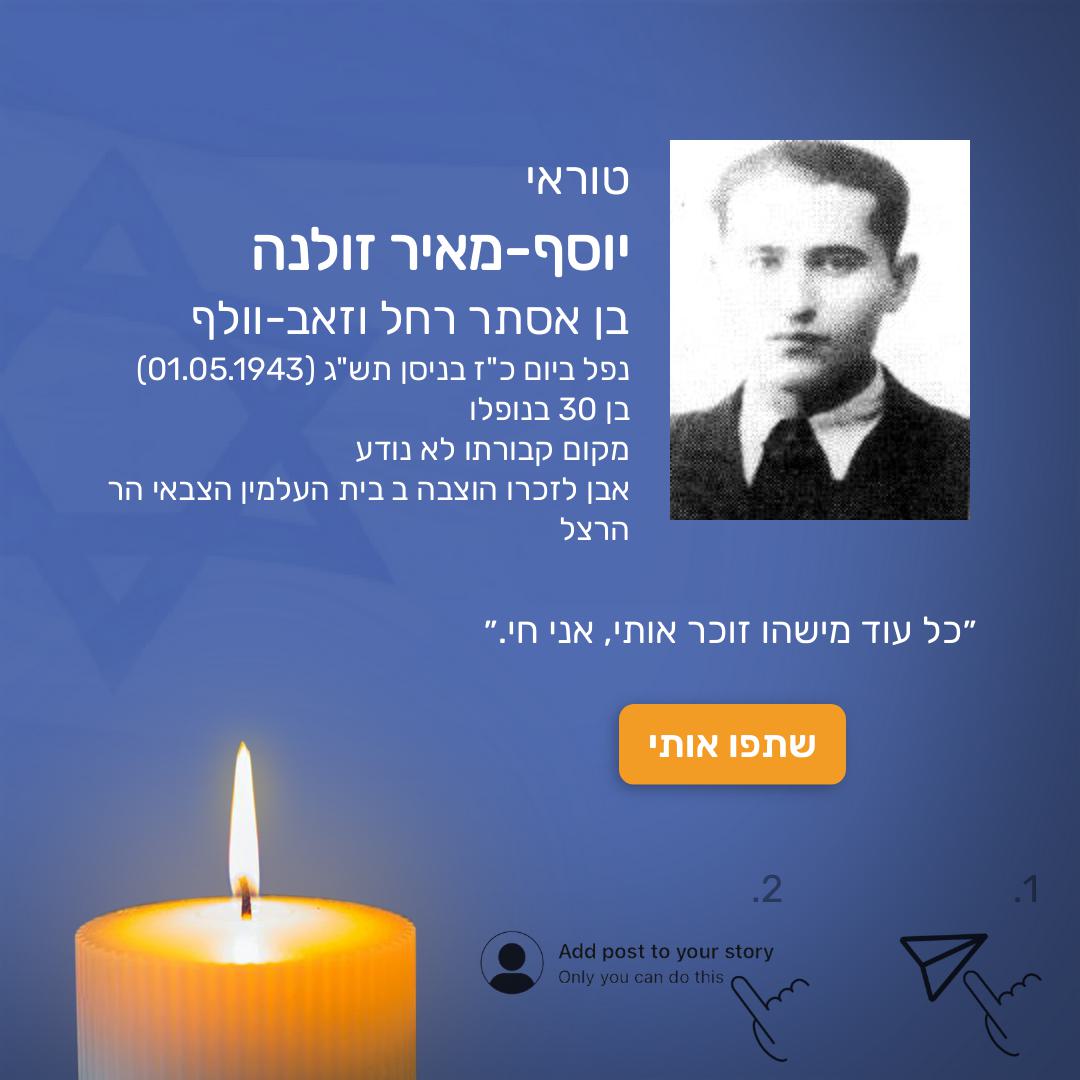 טוראי
יוסף-מאיר זולנה
בן אסתר רחל וזאב-וולף
נפל ביום כ"ז בניסן תש"ג (01.05.1943)
בן 30 בנופלו
מקום קבורתו לא נודע
אבן לזכרו הוצבה ב בית העלמין הצבאי הר
הרצל
״כל עוד מישהו זוכר אותי, אני חי.״
שתפו אותי
1.
2.
Add post to your story
Only you can do this